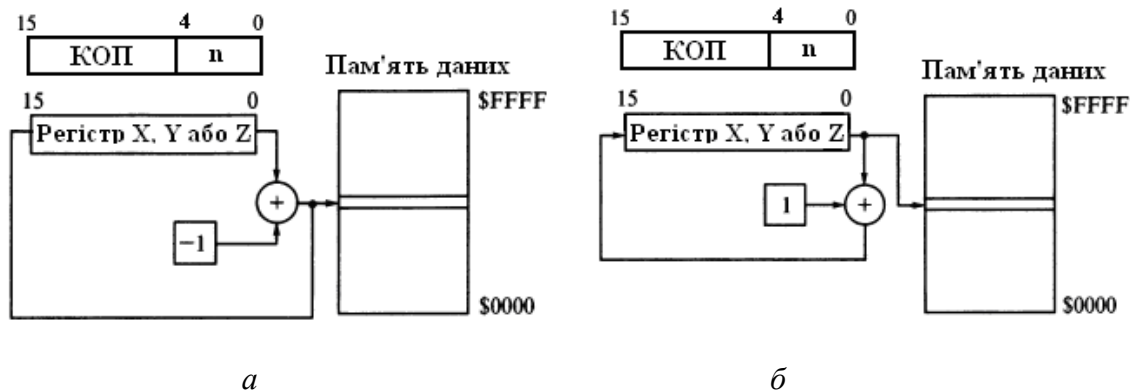 15 4 0
КОП n
Пам'ять даних
15 0
$FFFF
Регістр X, Y або Z
+
−1
$0000
а
15 4 0
КОП n
Пам'ять даних
15 0
$FFFF
Регістр X, Y або Z
1 +
$0000
б